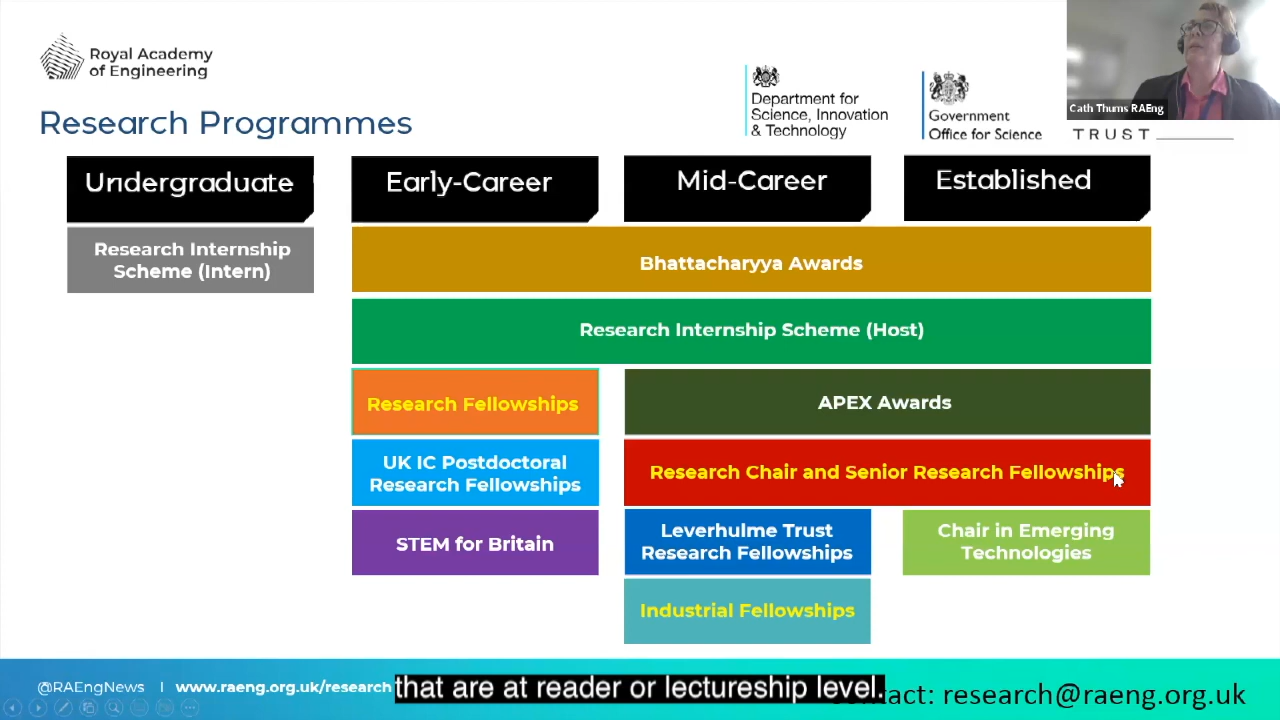 Royal Academy
of Engineering
Research Programmes
Department for
Science, Innovation
& Technology
Government
Office for Science
TRUST
Cath Thums RAEng
Undergraduate
Early-Career
Mid-Career
Established
Research Internship
Scheme (Intern)
Bhattacharyya Awards
Research Internship Scheme (Host)
Research Fellowships
APEX Awards
UK IC Postdoctoral
Research Fellowships
Research Chair and Senior Research Fellowships
STEM for Britain
Leverhulme Trust
Research Fellowships
Chair in Emerging
Technologies
Industrial Fellowships
@RAEngNews | www.raeng.org.uk/research
that are at reader or lectureship level.
research@raeng.org.uk